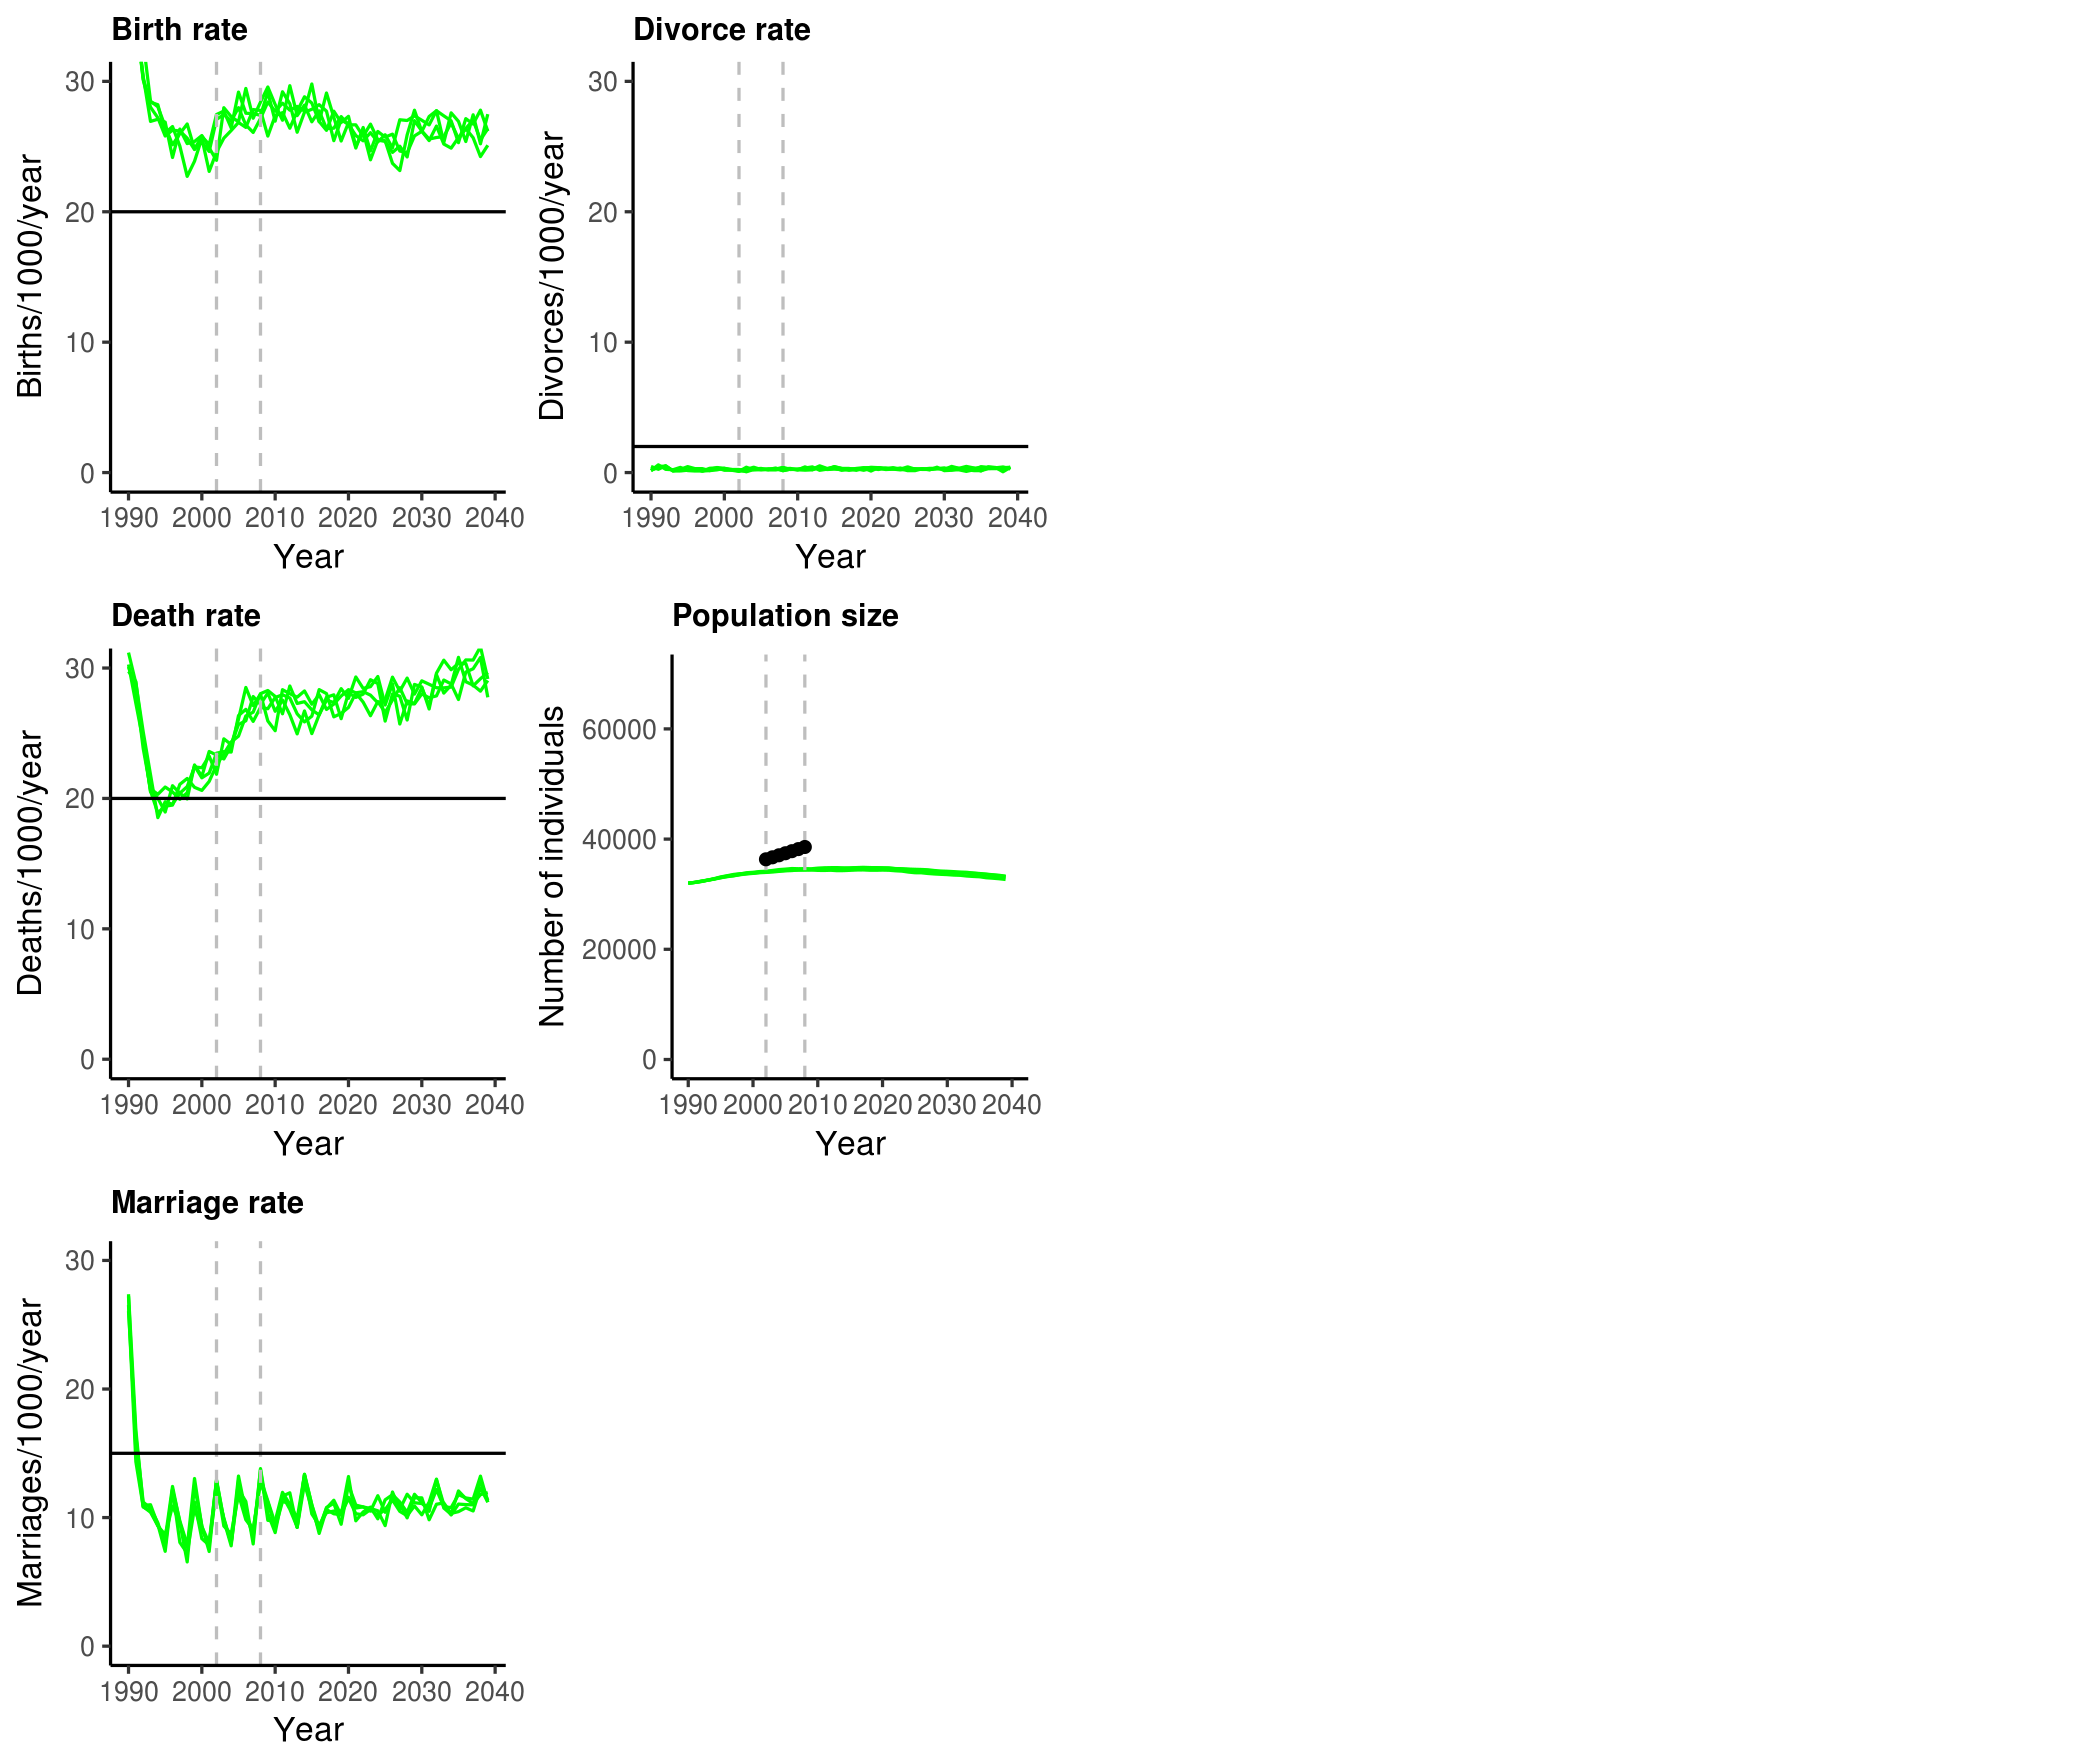 Birth rate
Births/1000/year
30
20
10
0
1990 2000 2010 2020 2030 2040
Year
Divorce rate
Divorces/1000/year
30
20
10
0
1990 2000 2010 2020 2030 2040
Year
Death rate
Deaths/1000/year
30
20
10
0
1990 2000 2010 2020 2030 2040
Year
Population size
Number of individuals
60000
40000
20000
0
1990 2000 2010 2020 2030 2040
Year
Marriage rate
Marriages/1000/year
30
20
10
0
1990 2000 2010 2020 2030 2040
Year